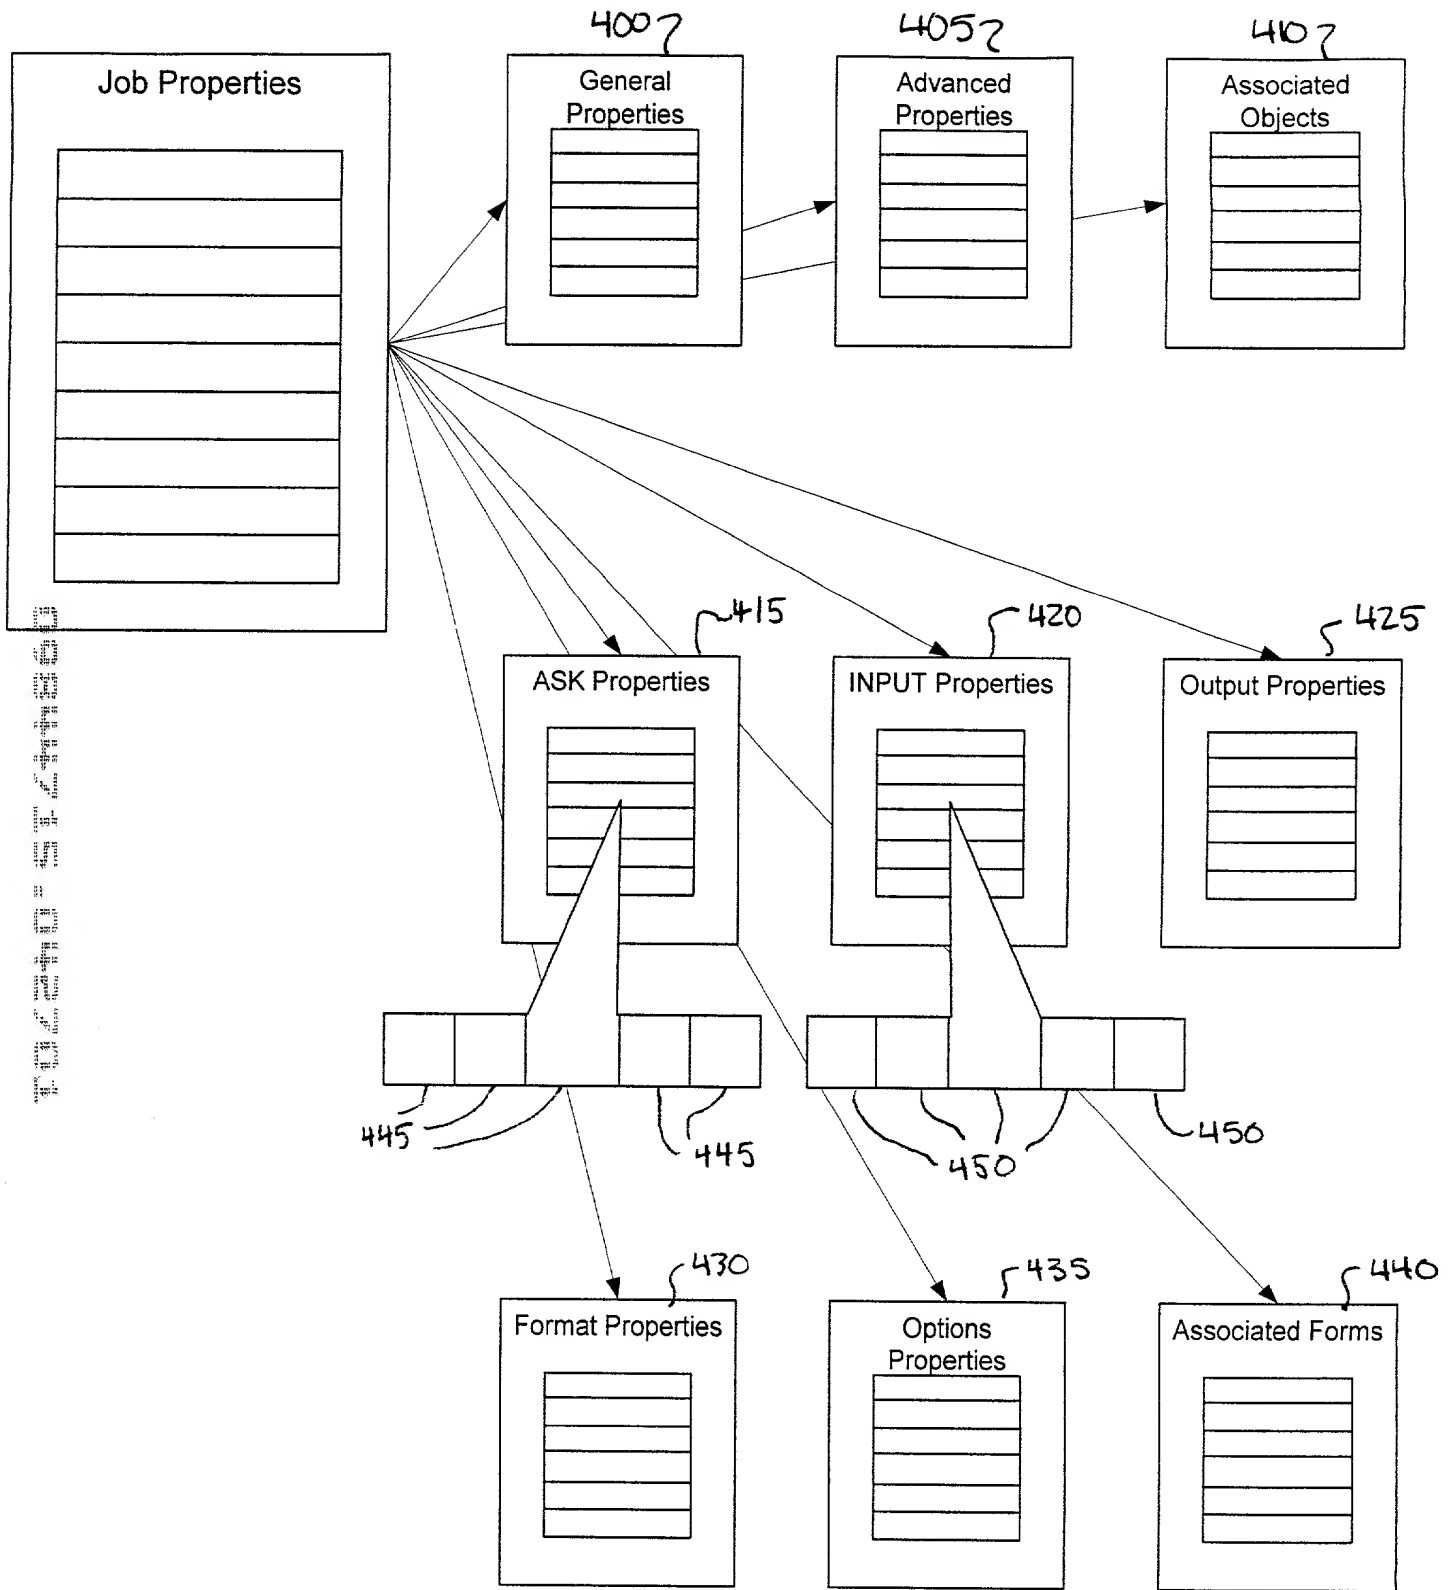 400
405
410
Job Properties
General
Properties
Advanced
Properties
Associated
Objects
415
420
425
ASK Properties
INPUT Properties
Output Properties
445
445
450
450
430
435
440
Format Properties
Options
Properties
Associated Forms